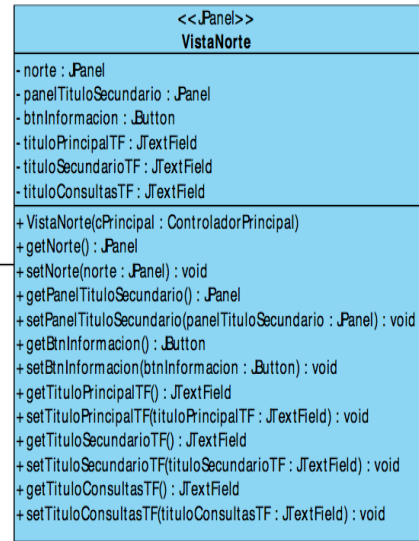 <<JPanel>>
VistaNorte
- norte : JPanel
- panelTituloSecundario : JPanel
- btnInformacion : JButton
- tituloPrincipalTF : JTextField
- tituloSecundarioTF : JTextField
- tituloConsultasTF : JTextField
+ VistaNorte(cPrincipal : ControladorPrincipal)
+ getNorte() : JPanel
+ setNorte(norte : JPanel) : void
+ getPanelTituloSecundario() : JPanel
+ setPanelTituloSecundario(panelTituloSecundario : JPanel) : void
+ getBtnInformacion() : JButton
+ setBtnInformacion(btnInformacion : JButton) : void
+ getTituloPrincipalTF() : JTextField
+ setTituloPrincipalTF(tituloPrincipalTF : JTextField) : void
+ getTituloSecundarioTF() : JTextField
+ setTituloSecundarioTF(tituloSecundarioTF : JTextField) : void
+ getTituloConsultasTF() : JTextField
+ setTituloConsultasTF(tituloConsultasTF : JTextField) : void